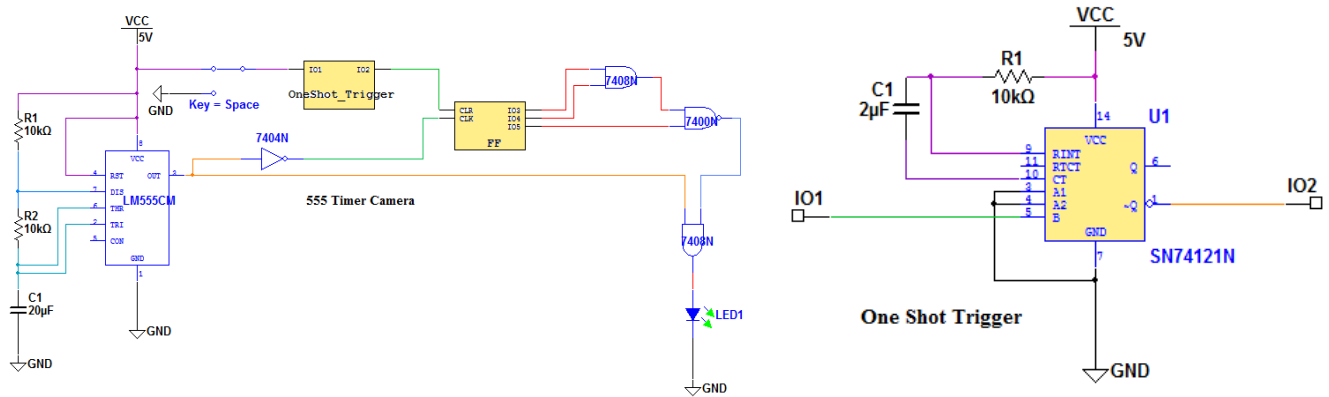 VCC
5V
IO1
IO2
OneShot_Trigger
GND
Key = Space
R1
10kΩ
8
VCC
4
RST
OUT
3
7
DIS
LM555CM
6
THR
2
TRI
5
CON
GND
1
R2
10kΩ
C1
20µF
GND
GND
7404N
CLR
CLK
IO3
IO4
IO5
FF
7408N
7400N
555 Timer Camera
7408N
LED1
GND
VCC
5V
R1
10kΩ
C1
2µF
14
U1
VCC
9
RINT
11
RTCT
10
CT
3
A1
4
A2
5
B
Q
6
~Q
1
GND
7
SN74121N
IO1
IO2
One Shot Trigger
GND